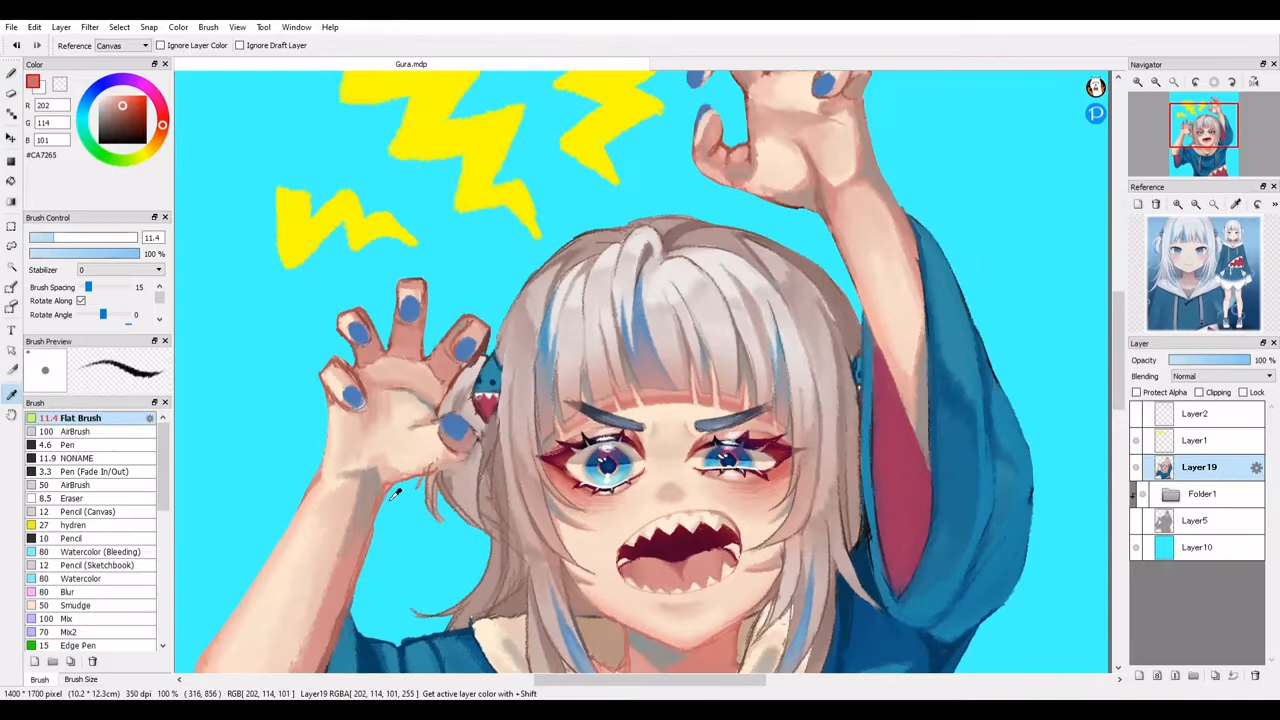 File Edit Layer Filter Select Snap Color Brush View Tool Window Help
Reference Canvas Ignore Layer Color Ignore Draft Layer
Color
R 202
G 114
B 101
#CA7265
Brush Control
11.4
100 %
Stabilizer 0
Brush Spacing 15
Rotate Along
Rotate Angle 0
Brush Preview
Brush
11.4 Flat Brush
100 AirBrush
4.6 Pen
11.9 NONAME
3.3 Pen (Fade In/Out)
50 AirBrush
8.5 Eraser
12 Pencil (Canvas)
27 hydren
10 Pencil
80 Watercolor (Bleeding)
12 Pencil (Sketchbook)
80 Watercolor
80 Blur
50 Smudge
100 Mix
70 Mix2
15 Edge Pen
Brush Brush Size
Gura.mdp
Navigator
Reference
Layer
Opacity 100 %
Blending Normal
Protect Alpha Clipping Lock
Layer2
Layer1
Layer19
Folder1
Layer5
Layer10
1400 * 1700 pixel (10.2 * 12.3cm) 350 dpi 100 % ( 316, 856 ) RGB[ 202, 114, 101 ] Layer19 RGBA[ 202, 114, 101, 255 ] Get active layer color with +Shift